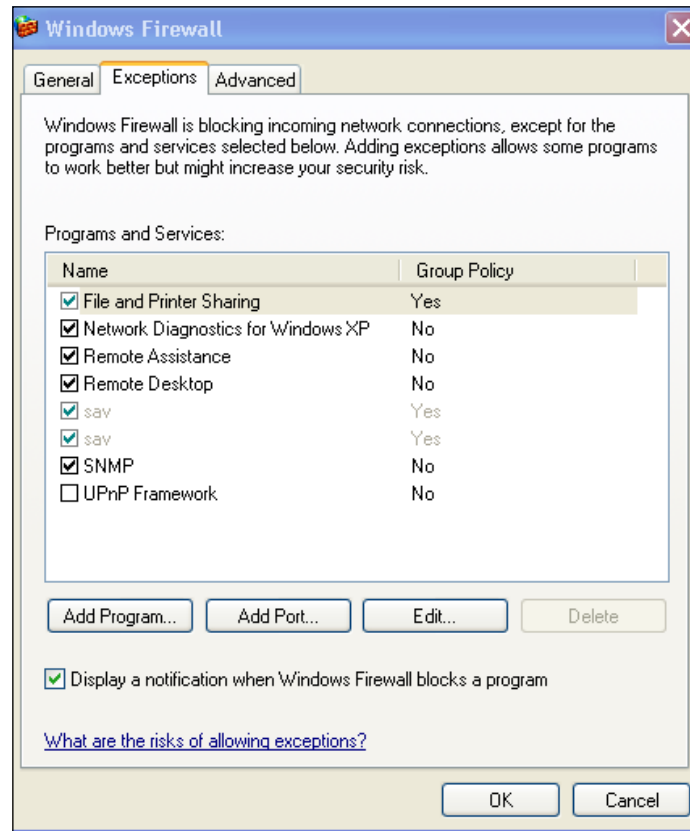 Windows Firewall
General Exceptions Advanced
Windows Firewall is blocking incoming network connections, except for the
programs and services selected below. Adding exceptions allows some programs
to work better but might increase your security risk.
Programs and Services:
Name Group Policy
File and Printer Sharing Yes
Network Diagnostics for Windows XP No
Remote Assistance No
Remote Desktop No
sav Yes
sav Yes
SNMP No
UPnP Framework No
Add Program... Add Port... Edit... Delete
Display a notification when Windows Firewall blocks a program
What are the risks of allowing exceptions?
OK Cancel